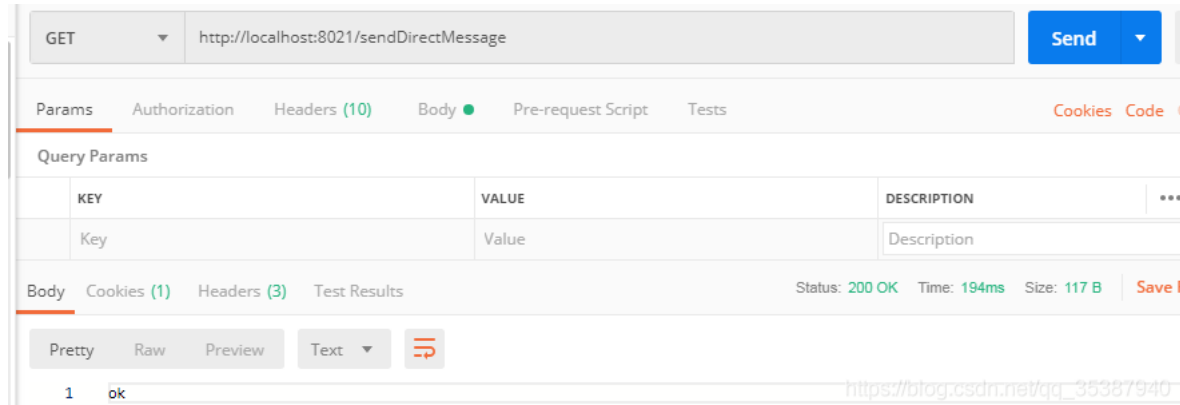 GET http://localhost:8021/sendDirectMessage Send
Params Authorization Headers (10) Body Pre-request Script Tests Cookies Code
Query Params
KEY VALUE DESCRIPTION
Key Value Description
Body Cookies (1) Headers (3) Test Results Status: 200 OK Time: 194ms Size: 117 B Save
Pretty Raw Preview Text
1 ok
https://blog.csdn.net/qq_35387940